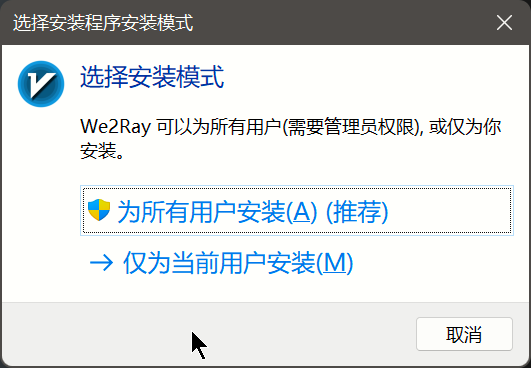 选择安装程序安装模式
选择安装模式
We2Ray 可以为所有用户(需要管理员权限), 或仅为你
安装。
为所有用户安装(A) (推荐)
仅为当前用户安装(M)
取消